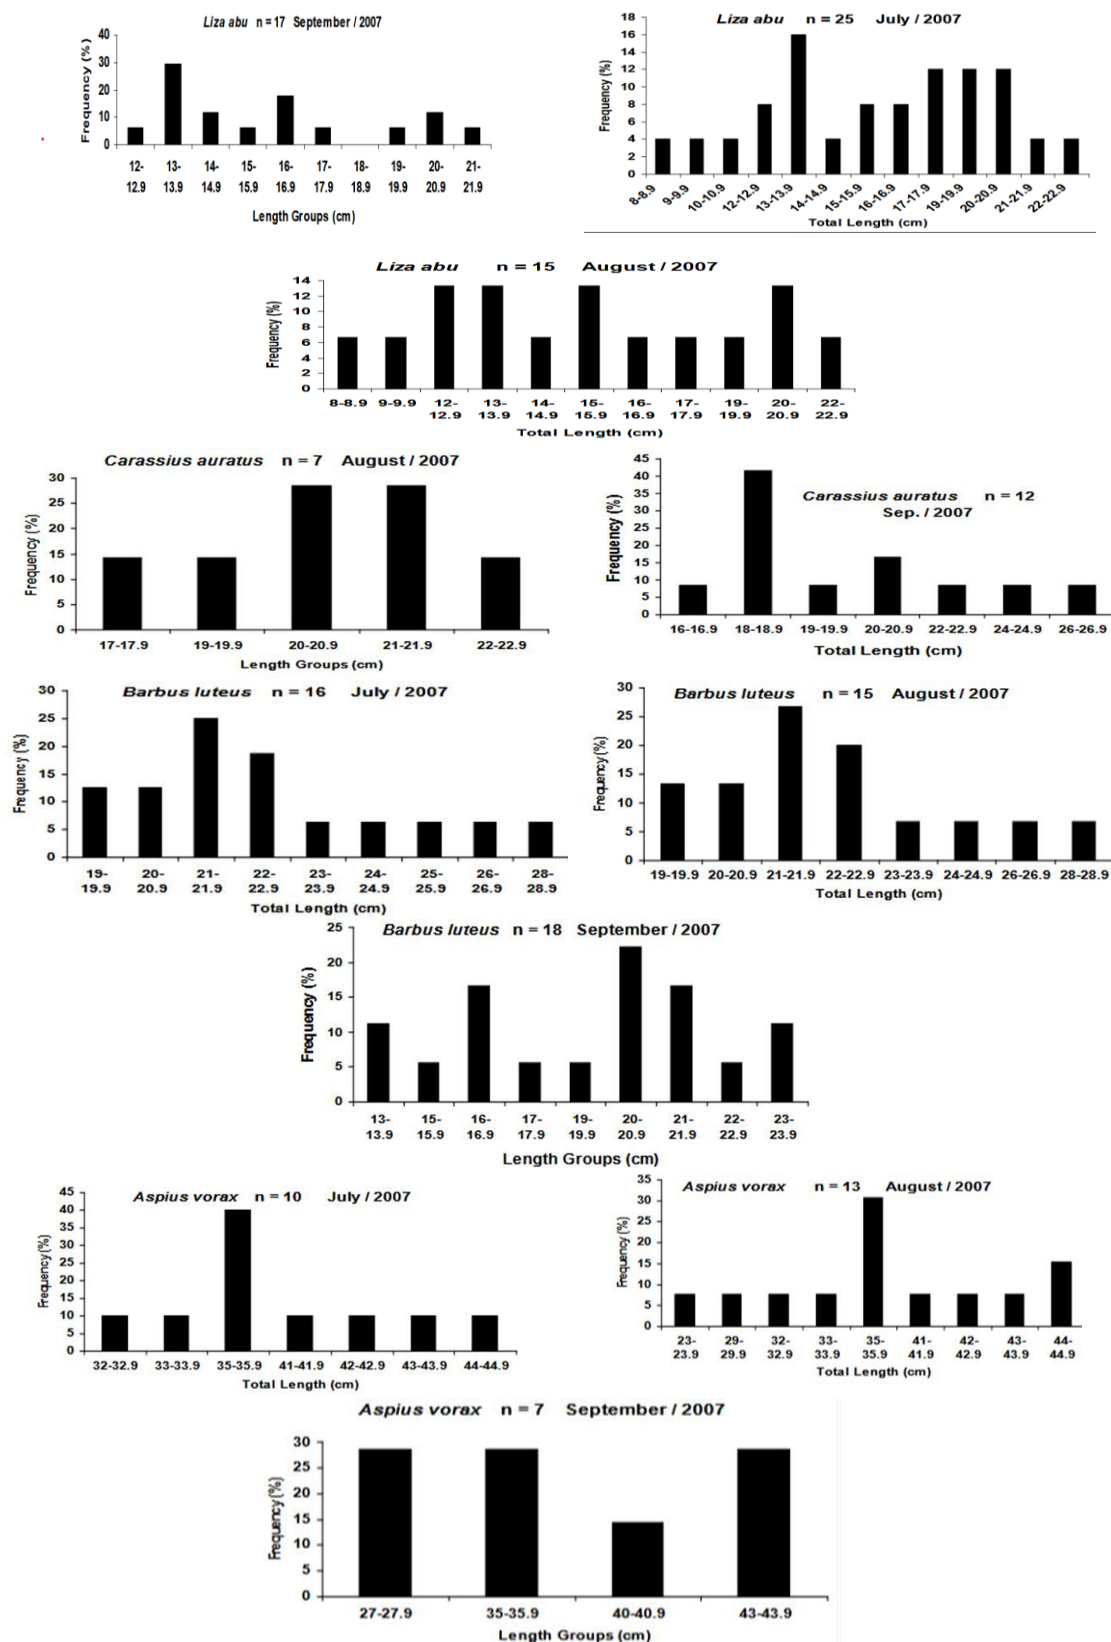 Liza abu n = 17 September / 2007
Frequency (%)
40
30
20
10
0
12- 13- 14- 15- 16- 17- 18- 19- 20- 21-
12.9 13.9 14.9 15.9 16.9 17.9 18.9 19.9 20.9 21.9
Length Groups (cm)
Liza abu n = 25 July / 2007
Frequency (%)
18
16
14
12
10
8
6
4
2
0
8-8.9 9-9.9 10-10.9 12-12.9 13-13.9 14-14.9 15-15.9 16-16.9 17-17.9 19-19.9 20-20.9 21-21.9 22-22.9
Total Length (cm)
Liza abu n = 15 August / 2007
Frequency (%)
14
12
10
8
6
4
2
0
8-8.9 9-9.9 12- 13- 14- 15- 16- 17- 19- 20- 22-
12.9 13.9 14.9 15.9 16.9 17.9 19.9 20.9 22.9
Total Length (cm)
Carassius auratus n = 7 August / 2007
Frequency (%)
30
25
20
15
10
5
0
17-17.9 19-19.9 20-20.9 21-21.9 22-22.9
Length Groups (cm)
Carassius auratus n = 12
Sep. / 2007
Frequency (%)
45
40
35
30
25
20
15
10
5
0
16-16.9 18-18.9 19-19.9 20-20.9 22-22.9 24-24.9 26-26.9
Total Length (cm)
Barbus luteus n = 16 July / 2007
Frequency (%)
30
25
20
15
10
5
0
19- 20- 21- 22- 23- 24- 25- 26- 28-
19.9 20.9 21.9 22.9 23.9 24.9 25.9 26.9 28.9
Total Length (cm)
Barbus luteus n = 15 August / 2007
Frequency (%)
30
25
20
15
10
5
0
19-19.9 20-20.9 21-21.9 22-22.9 23-23.9 24-24.9 26-26.9 28-28.9
Total Length (cm)
Barbus luteus n = 18 September / 2007
Frequency (%)
25
20
15
10
5
0
13- 15- 16- 17- 19- 20- 21- 22- 23-
13.9 15.9 16.9 17.9 19.9 20.9 21.9 22.9 23.9
Length Groups (cm)
Aspius vorax n = 10 July / 2007
Frequency (%)
45
40
35
30
25
20
15
10
5
0
32-32.9 33-33.9 35-35.9 41-41.9 42-42.9 43-43.9 44-44.9
Total Length (cm)
Aspius vorax n = 13 August / 2007
Frequency (%)
35
30
25
20
15
10
5
0
23- 29- 32- 33- 35- 41- 42- 43- 44-
23.9 29.9 32.9 33.9 35.9 41.9 42.9 43.9 44.9
Total Length (cm)
Aspius vorax n = 7 September / 2007
Frequency (%)
30
25
20
15
10
5
0
27-27.9 35-35.9 40-40.9 43-43.9
Length Groups (cm)